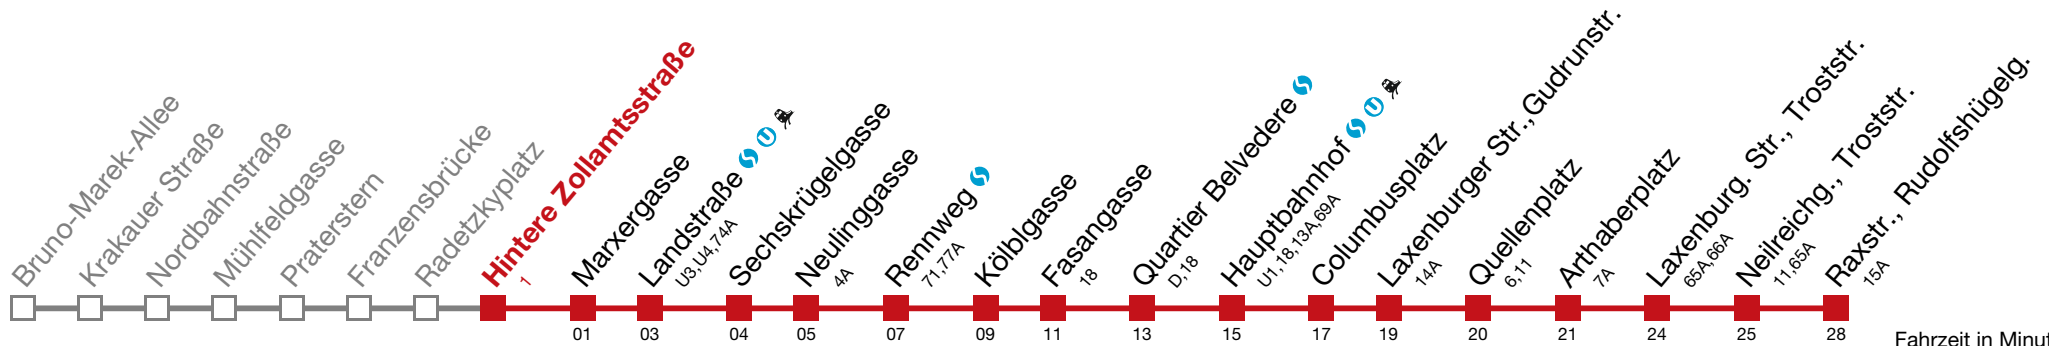 Bruno-Marek-Allee
Krakauer Straße
Nordbahnstraße
Mühlfeldgasse
Praterstern
Franzensbrücke
Radetzkyplatz
Hintere Zollamtsstraße
1
Marxergasse
01
Landstraße
U3,U4,74A
03
Sechskrügelgasse
04
Neulinggasse
4A
05
Rennweg
71,77A
07
Kölblgasse
09
Fasangasse
18
11
Quartier Belvedere
D,18
13
Hauptbahnhof
U1,18,13A,69A
15
Columbusplatz
17
Laxenburger Str.,Gudrunstr.
14A
19
Quellenplatz
6,11
20
Arthaberplatz
7A
21
Laxenburg. Str., Troststr.
65A,66A
24
Neilreichg., Troststr.
11,65A
25
Raxstr., Rudolfshügelg.
15A
28
Fahrzeit in Minut